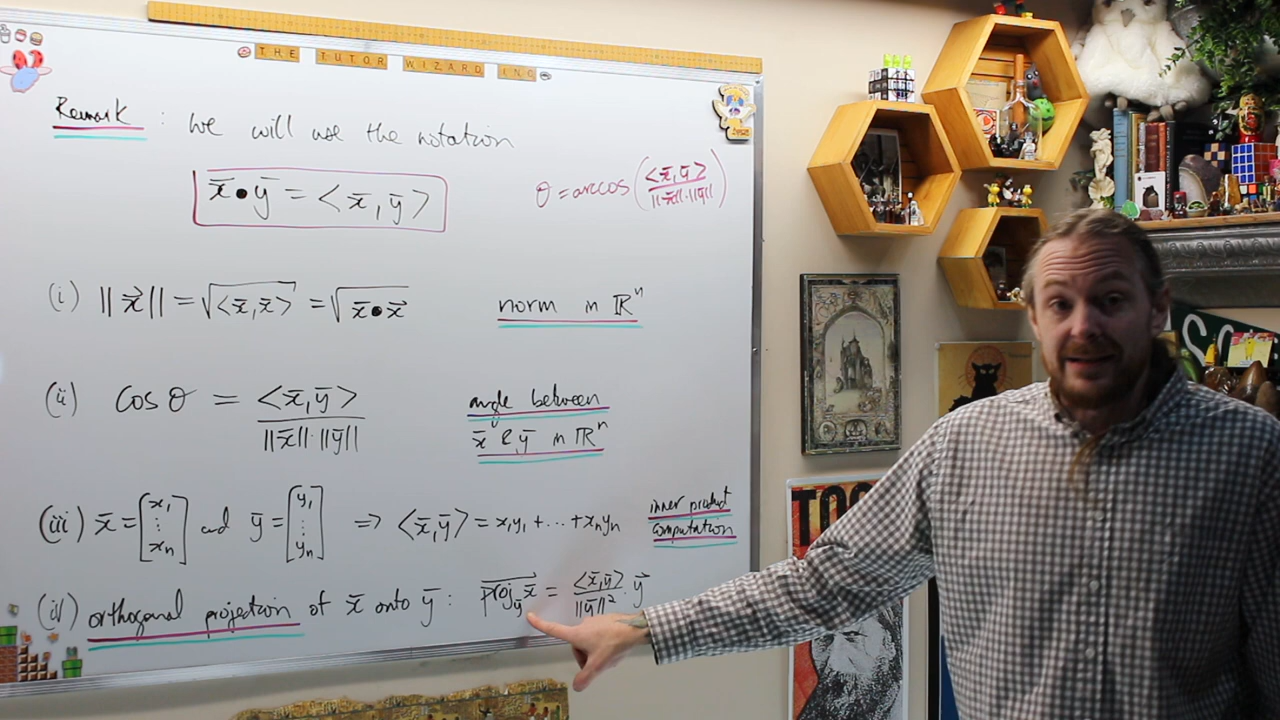 THE TUTOR WIZARD INC
Remark : We will use the notation
x̄ • ȳ = < x̄, ȳ >
θ = arccos ( <x̄,ȳ> / ||x̄||·||ȳ|| )
(i) ||x⃗|| = √<x̄,x̄> = √x̄•x⃗ norm in ℝⁿ
(ii) cos θ = <x̄,ȳ> / ||x̄||·||ȳ|| angle between
x̄ & ȳ in ℝⁿ
(iii) x̄ = [x₁ ⋮ xₙ] and ȳ = [y₁ ⋮ yₙ] => <x̄,ȳ> = x₁y₁ + ... + xₙyₙ inner product
computation
(iv) orthogonal projection of x̄ onto ȳ : proj_ȳ x̄ = <x̄,ȳ> / ||ȳ||² · y⃗
TOO